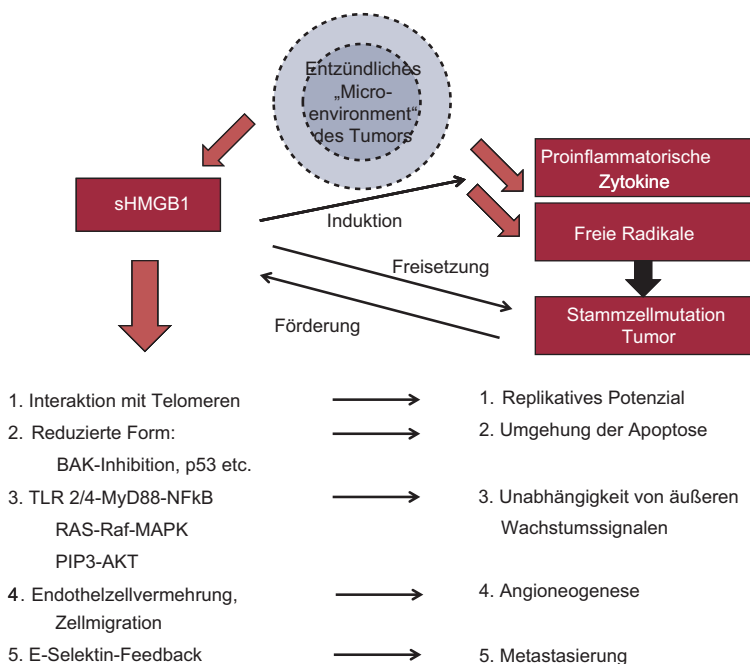 Entzündliches
„Micro-
environment“
des Tumors
sHMGB1
Proinflammatorische
Zytokine
Freie Radikale
Stammzellmutation
Tumor
Induktion
Freisetzung
Förderung
1. Interaktion mit Telomeren
1. Replikatives Potenzial
2. Reduzierte Form:
BAK-Inhibition, p53 etc.
2. Umgehung der Apoptose
3. TLR 2/4-MyD88-NFkB
RAS-Raf-MAPK
PIP3-AKT
3. Unabhängigkeit von äußeren
Wachstumssignalen
4. Endothelzellvermehrung,
Zellmigration
4. Angioneogenese
5. E-Selektin-Feedback
5. Metastasierung